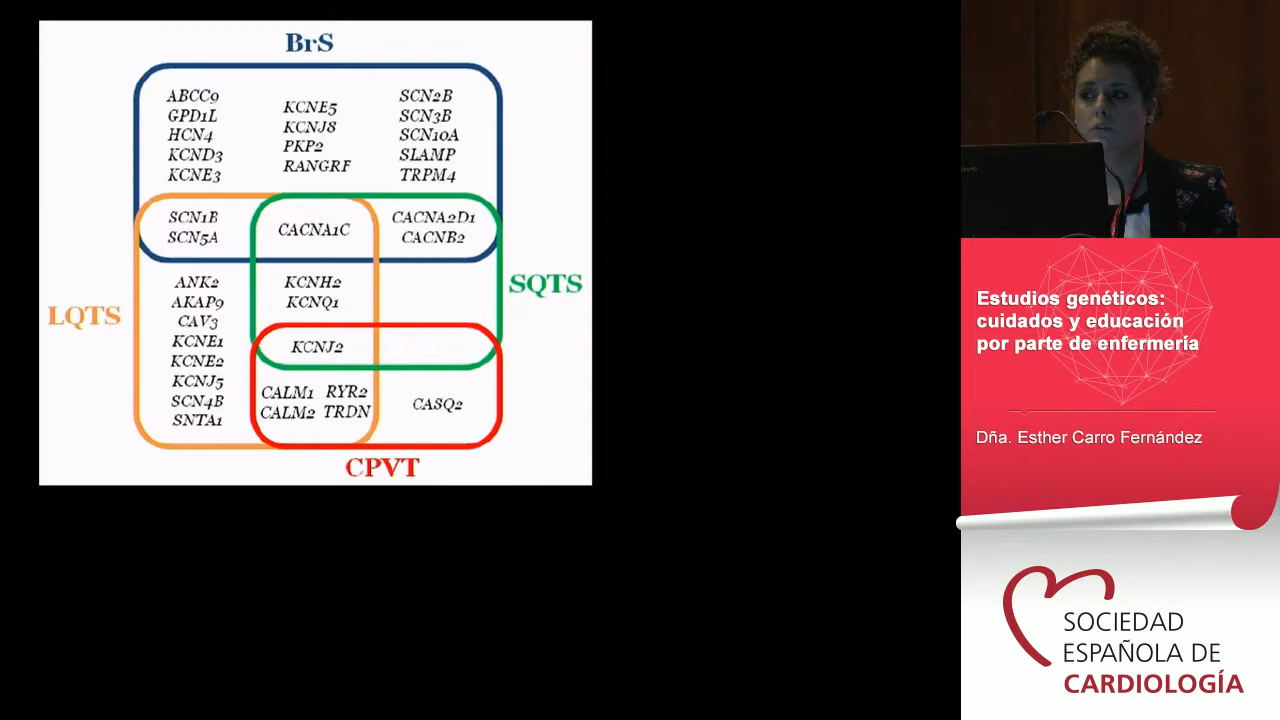 BrS
ABCC9
GPD1L
HCN4
KCND3
KCNE3
KCNE5
KCNJ8
PKP2
RANGRF
SCN2B
SCN3B
SCN10A
SLAMP
TRPM4
SCN1B
SCN5A
CACNA1C
CACNA2D1
CACNB2
LQTS
ANK2
AKAP9
CAV3
KCNE1
KCNE2
KCNJ5
SCN4B
SNTA1
KCNH2
KCNQ1
SQTS
KCNJ2
CALM1 RYR2
CALM2 TRDN
CASQ2
CPVT
Estudios genéticos:
cuidados y educación
por parte de enfermería
Dña. Esther Carro Fernández
SOCIEDAD
ESPAÑOLA DE
CARDIOLOGÍA